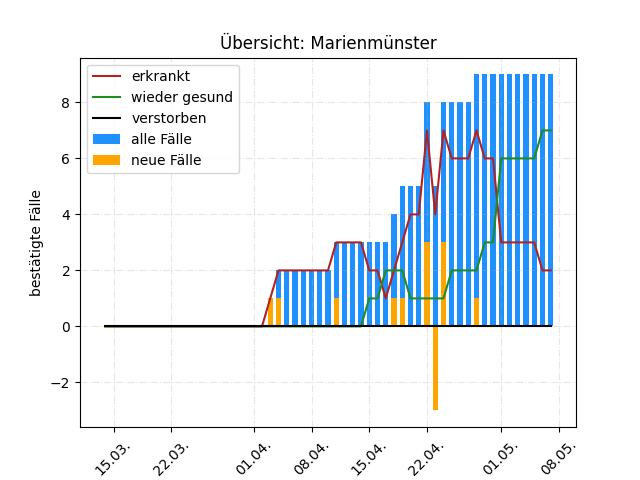 Übersicht: Marienmünster
erkrankt
wieder gesund
verstorben
alle Fälle
neue Fälle
bestätigte Fälle
8
6
4
2
0
−2
15.03. 22.03. 01.04. 08.04. 15.04. 22.04. 01.05. 08.05.